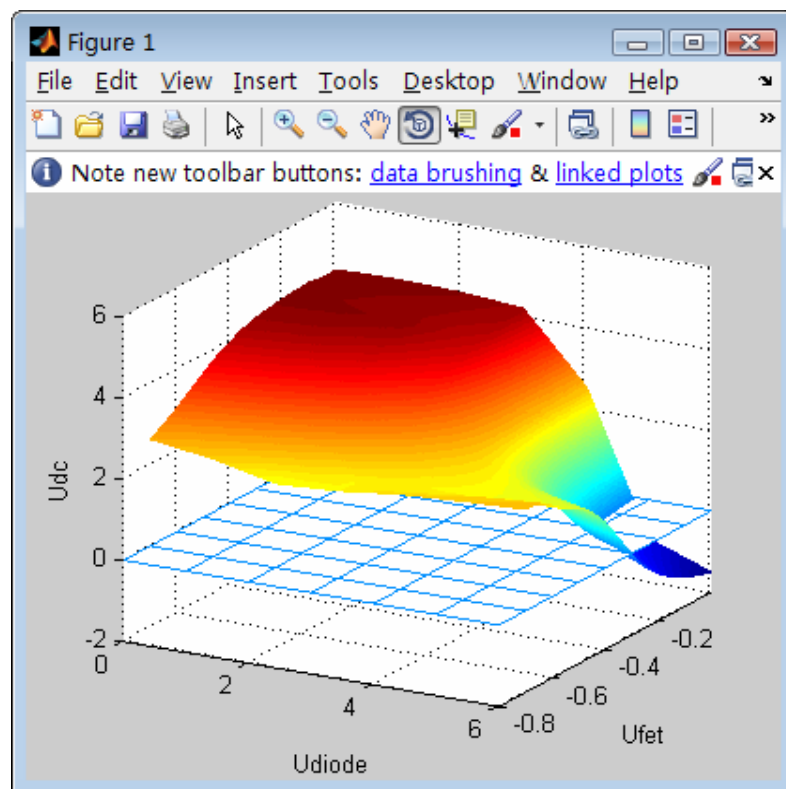 Figure 1
File Edit View Insert Tools Desktop Window Help
Note new toolbar buttons: data brushing & linked plots
6
4
2
0
-2
Udc
0
2
4
6
Udiode
-0.8
-0.6
-0.4
-0.2
Ufet